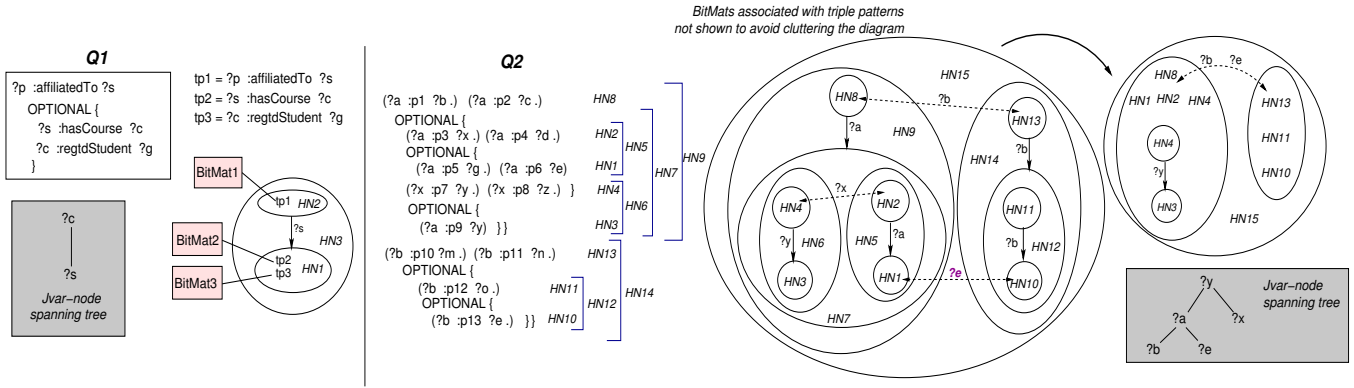 Q1
?p :affiliatedTo ?s
OPTIONAL {
?s :hasCourse ?c
?c :regtdStudent ?g
}
tp1 = ?p :affiliatedTo ?s
tp2 = ?s :hasCourse ?c
tp3 = ?c :regtdStudent ?g
?c
?s
Jvar-node
spanning tree
BitMat1
BitMat2
BitMat3
tp1 HN2
?s
HN3
tp2
tp3
HN1
Q2
(?a :p1 ?b .) (?a :p2 ?c .) HN8
OPTIONAL {
(?a :p3 ?x .) (?a :p4 ?d .) HN2
OPTIONAL {
(?a :p5 ?g .) (?a :p6 ?e) HN1
(?x :p7 ?y .) (?x :p8 ?z .) } HN4
OPTIONAL {
(?a :p9 ?y) } } HN3
(?b :p10 ?m .) (?b :p11 ?n .) HN13
OPTIONAL {
(?b :p12 ?o .) HN11
OPTIONAL {
(?b :p13 ?e .) } } HN10
HN5
HN6
HN7
HN9
HN12
HN14
BitMats associated with triple patterns
not shown to avoid cluttering the diagram
HN15
HN8
?b
HN13
?a
HN9
?b
HN14
?x
HN4
HN2
HN11
?y
HN6
HN5
?a
?b
HN12
HN3
HN1
?e
HN10
HN7
?b ?e
HN8
HN1 HN2 HN4
HN13
HN4
HN11
?y
HN10
HN3
HN15
?y
Jvar-node
spanning tree
?a ?x
?b ?e